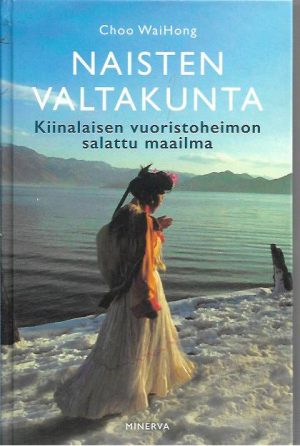 Choo WaiHong
NAISTEN
VALTAKUNTA
Kiinalaisen vuoristoheimon
salattu maailma
MINERVA